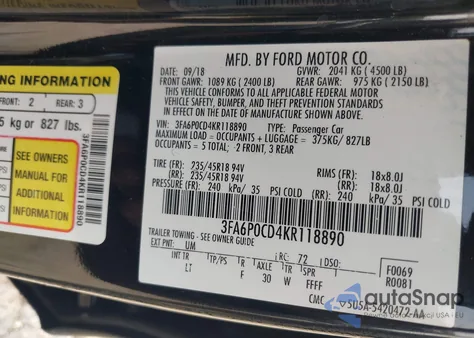 NG INFORMATION
FRONT: 2 REAR: 3
5 kg or 827 lbs.
SEE OWNERS
MANUAL FOR
ADDITIONAL
INFORMATION
3FA6P0CD4KR118890
MFD. BY FORD MOTOR CO.
DATE: 09/18 GVWR: 2041 KG (4500 LB)
FRONT GAWR: 1089 KG (2400 LB) REAR GAWR: 975 KG (2150 LB)
THIS VEHICLE CONFORMS TO ALL APPLICABLE FEDERAL MOTOR
VEHICLE SAFETY, BUMPER, AND THEFT PREVENTION STANDARDS IN
EFFECT ON THE DATE OF MANUFACTURE SHOWN ABOVE.
VIN: 3FA6P0CD4KR118890 TYPE: Passenger Car
MAXIMUM LOAD = OCCUPANTS + LUGGAGE = 375KG/ 827LB
OCCUPANTS = 5 TOTAL; 2 FRONT, 3 REAR
TIRE (FR): 235/45R18 94V RIMS (FR): 18x8.0J
(RR): 235/45R18 94V (RR): 18x8.0J
PRESSURE (FR): 240 kPa/ 35 PSI COLD (RR): 240 kPa/ 35 PSI COLD
3FA6P0CD4KR118890
TRAILER TOWING - SEE OWNER GUIDE
EXT PNT: UM RC: 72 DSO: F0069
R0081
INT TR TP/PS R AXLE TR SPR
LT F 30 W FFFF
CMC 5U5A-5420472-AA
autoSnap